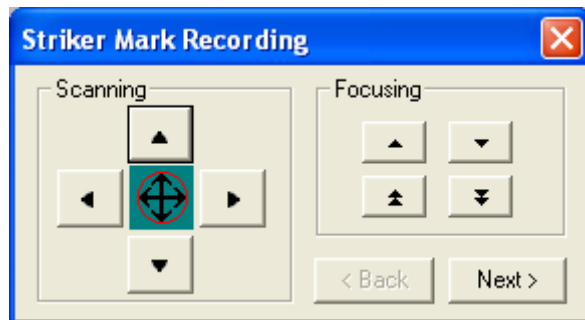 Striker Mark Recording
Scanning
Focusing
< Back
Next >